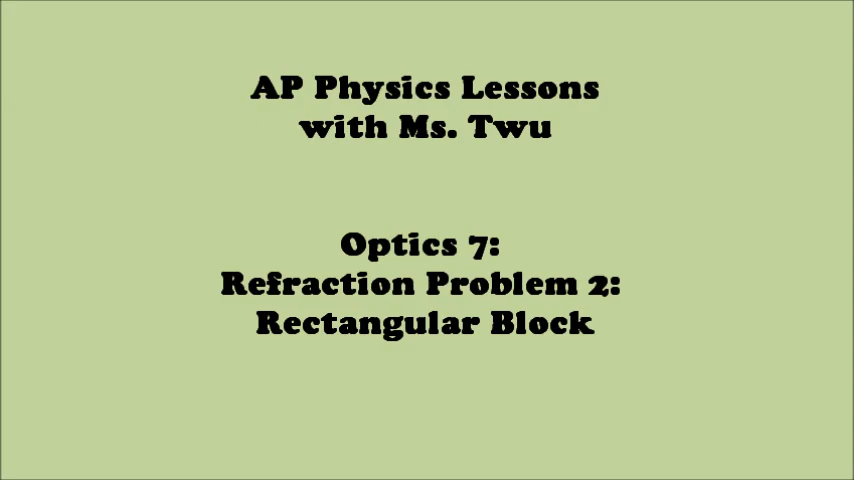 AP Physics Lessons
with Ms. Twu
Optics 7:
Refraction Problem 2:
Rectangular Block